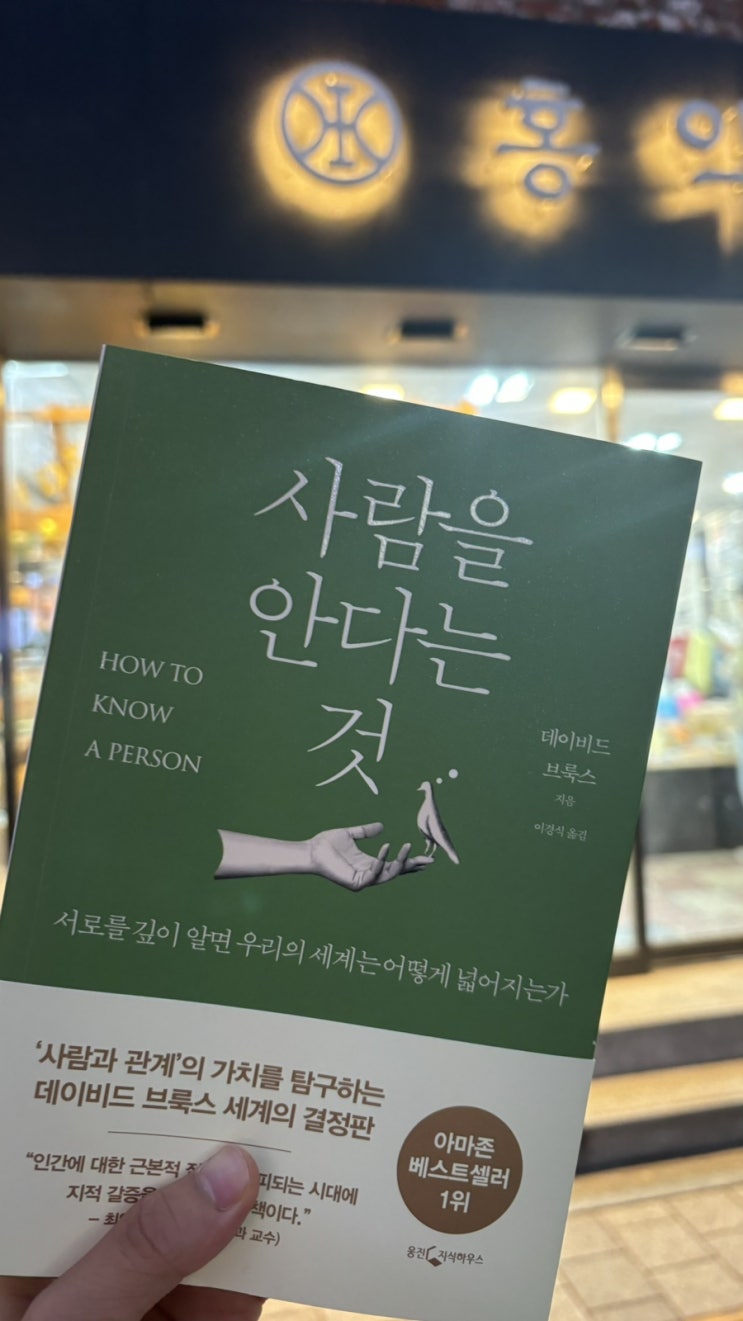 홍익
사람을
안다는
것
HOW TO
KNOW
A PERSON
데이비드
브룩스
지음
이경식 옮김
서로를 깊이 알면 우리의 세계는 어떻게 넓어지는가
‘사람과 관계’의 가치를 탐구하는
데이비드 브룩스 세계의 결정판
“인간에 대한 근본적 피되는 시대에
지적 갈증을 책이다.”
– 교수)
아마존
베스트셀러
1위
웅진 지식하우스